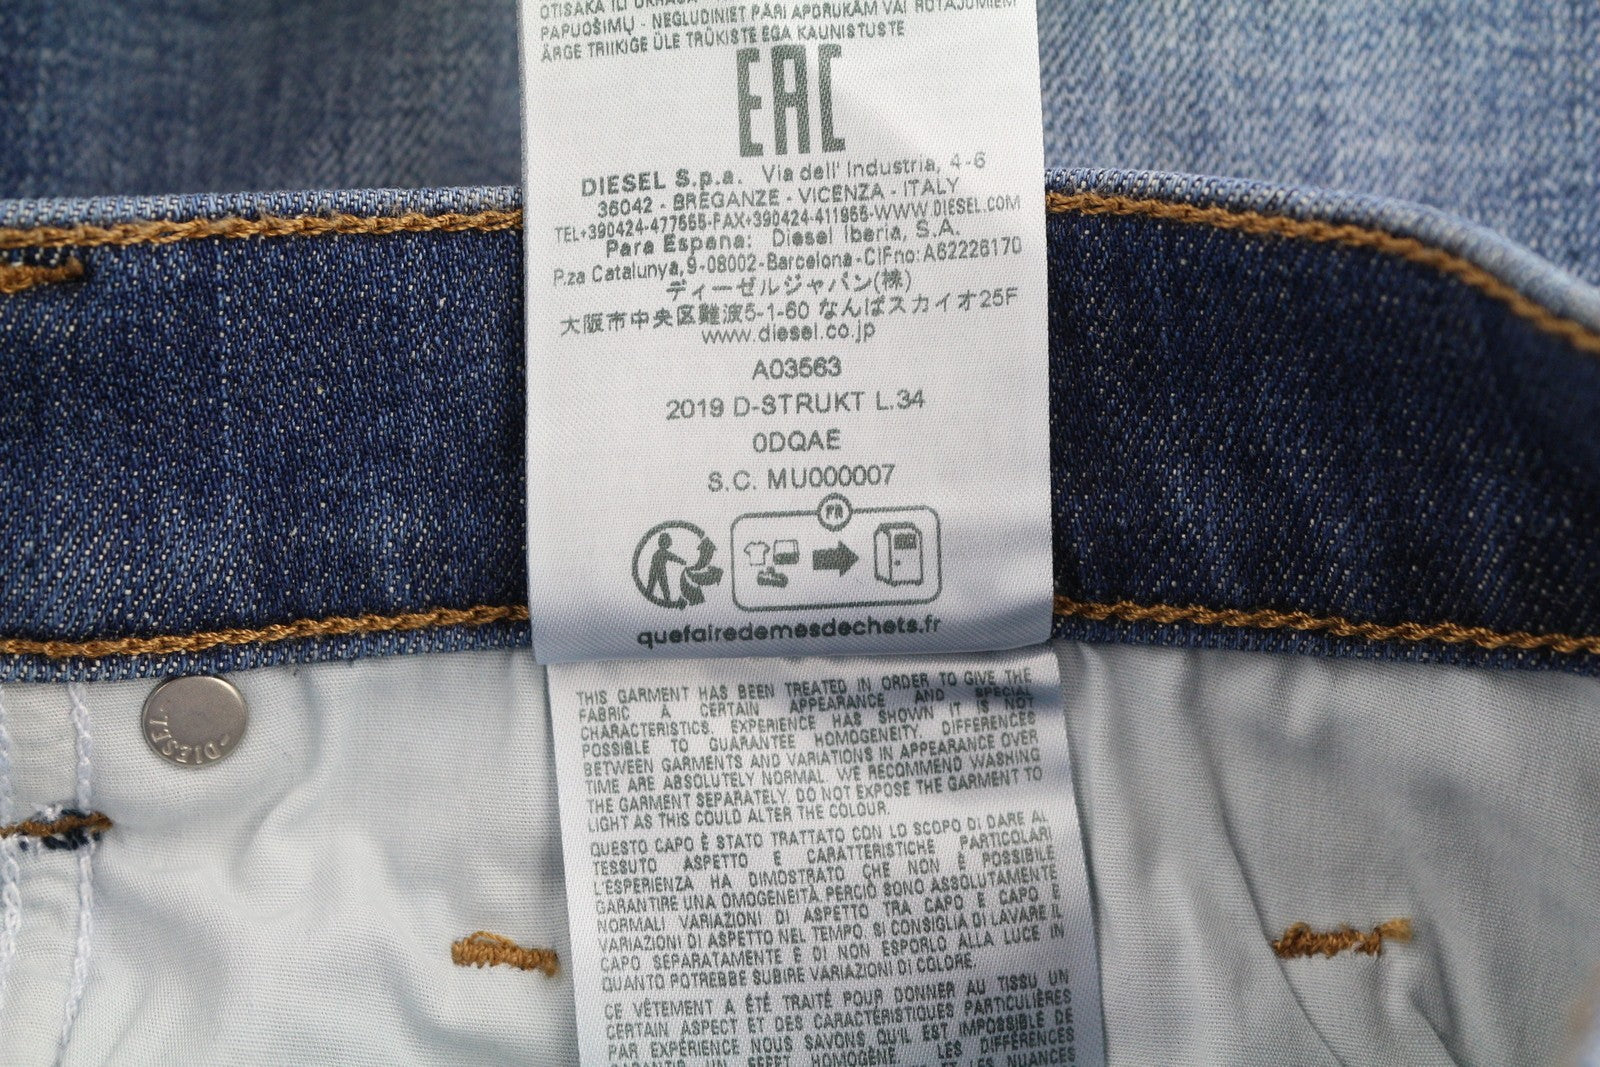 PAPUOŠIMŲ - NEGLUDINIET PĀRI APDRUKĀM VAI ROTĀJUMIEM
ÄRGE TRIIKIGE ÜLE TRÜKISTE EGA KAUNISTUSTE
EAC
DIESEL S.p.a. Via dell' Industria, 4-6
36042 - BREGANZE - VICENZA - ITALY
TEL+390424-477555-FAX+390424-411955-WWW.DIESEL.COM
Para Espana: Diesel Iberia, S.A.
P.za Catalunya,9-08002-Barcelona-CIFno:A62226170
ディーゼルジャパン(株)
大阪市中央区難波5-1-60 なんばスカイオ25F
www.diesel.co.jp
A03563
2019 D-STRUKT L.34
0DQAE
S.C. MU000007
FR
quefairedemesdechets.fr
THIS GARMENT HAS BEEN TREATED IN ORDER TO GIVE THE
FABRIC A CERTAIN APPEARANCE AND SPECIAL
CHARACTERISTICS. EXPERIENCE HAS SHOWN IT IS NOT
POSSIBLE TO GUARANTEE HOMOGENEITY. DIFFERENCES
BETWEEN GARMENTS AND VARIATIONS IN APPEARANCE OVER
TIME ARE ABSOLUTELY NORMAL. WE RECOMMEND WASHING
THE GARMENT SEPARATELY. DO NOT EXPOSE THE GARMENT TO
LIGHT AS THIS COULD ALTER THE COLOUR.
QUESTO CAPO È STATO TRATTATO CON LO SCOPO DI DARE AL
TESSUTO ASPETTO E CARATTERISTICHE PARTICOLARI
L'ESPERIENZA HA DIMOSTRATO CHE NON È POSSIBILE
GARANTIRE UNA OMOGENEITÀ PERCIÒ SONO ASSOLUTAMENTE
NORMALI VARIAZIONI DI ASPETTO TRA CAPO E CAPO E
VARIAZIONI DI ASPETTO NEL TEMPO. SI CONSIGLIA DI LAVARE IL
CAPO SEPARATAMENTE E DI NON ESPORLO ALLA LUCE IN
QUANTO POTREBBE SUBIRE VARIAZIONI DI COLORE.
CE VÊTEMENT A ÉTÉ TRAITÉ POUR DONNER AU TISSU UN
CERTAIN ASPECT ET DES CARACTÉRISTIQUES PARTICULIÈRES
PAR EXPÉRIENCE NOUS SAVONS QU'IL EST IMPOSSIBLE DE
GARANTIR UN EFFET HOMOGÈNE. LES DIFFÉRENCES
ET LES NUANCES
DIESEL